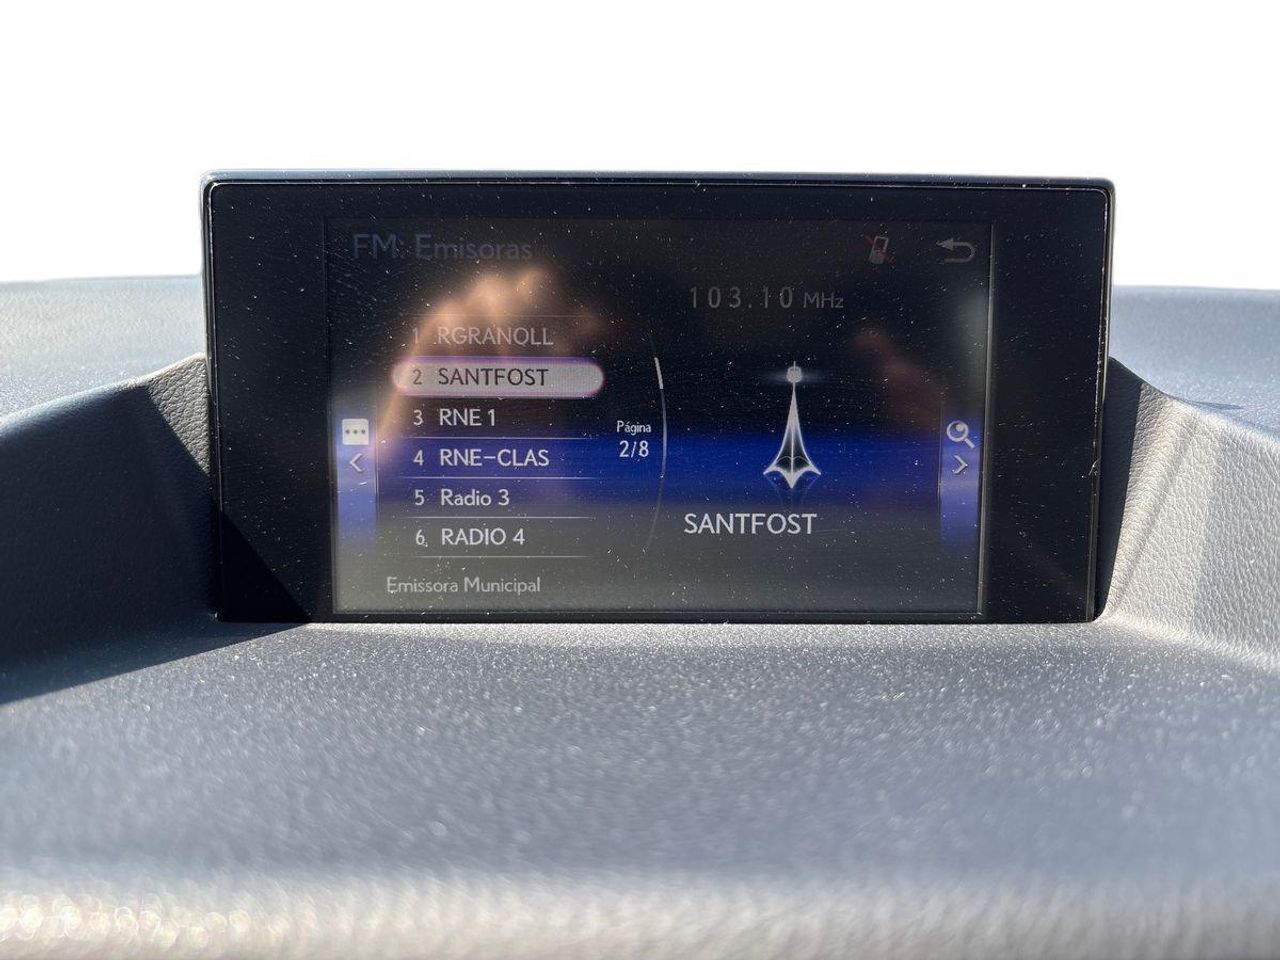 FM: Emisoras
103.10 MHz
1 RGRANOLL
2 SANTFOST
3 RNE 1
4 RNE-CLAS
5 Radio 3
6 RADIO 4
Página
2/8
SANTFOST
Emissora Municipal